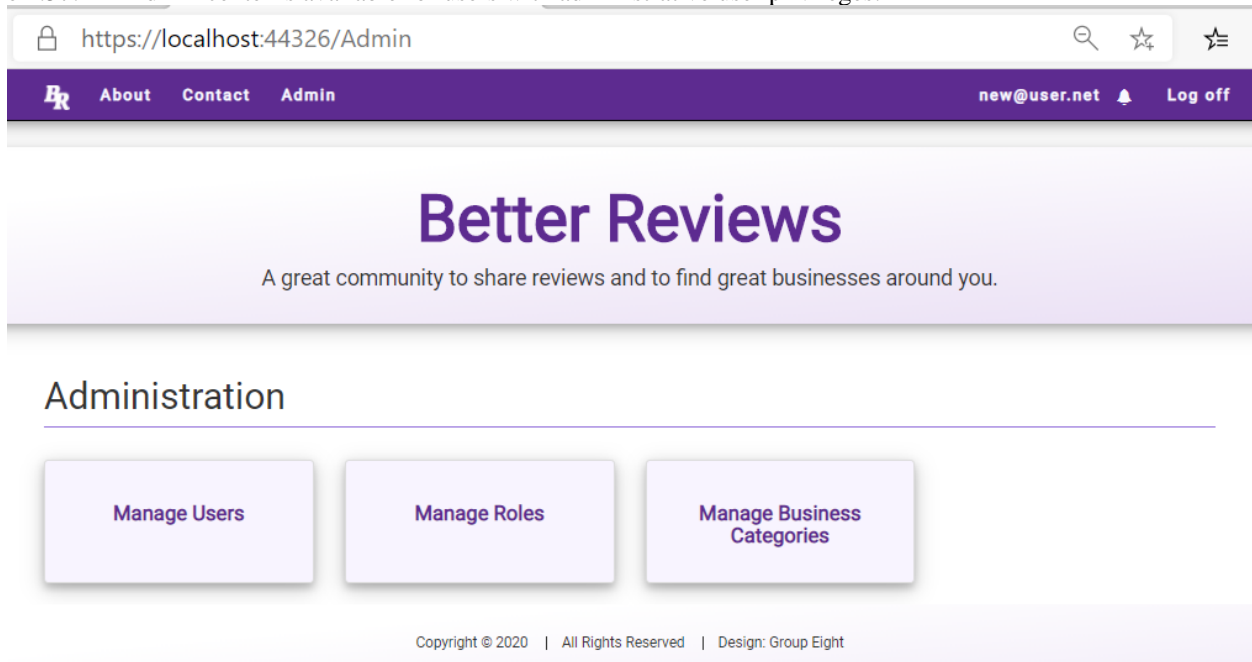 https://localhost:44326/Admin
BR About Contact Admin new@user.net Log off
Better Reviews
A great community to share reviews and to find great businesses around you.
Administration
Manage Users Manage Roles Manage Business
Categories
Copyright © 2020 | All Rights Reserved | Design: Group Eight